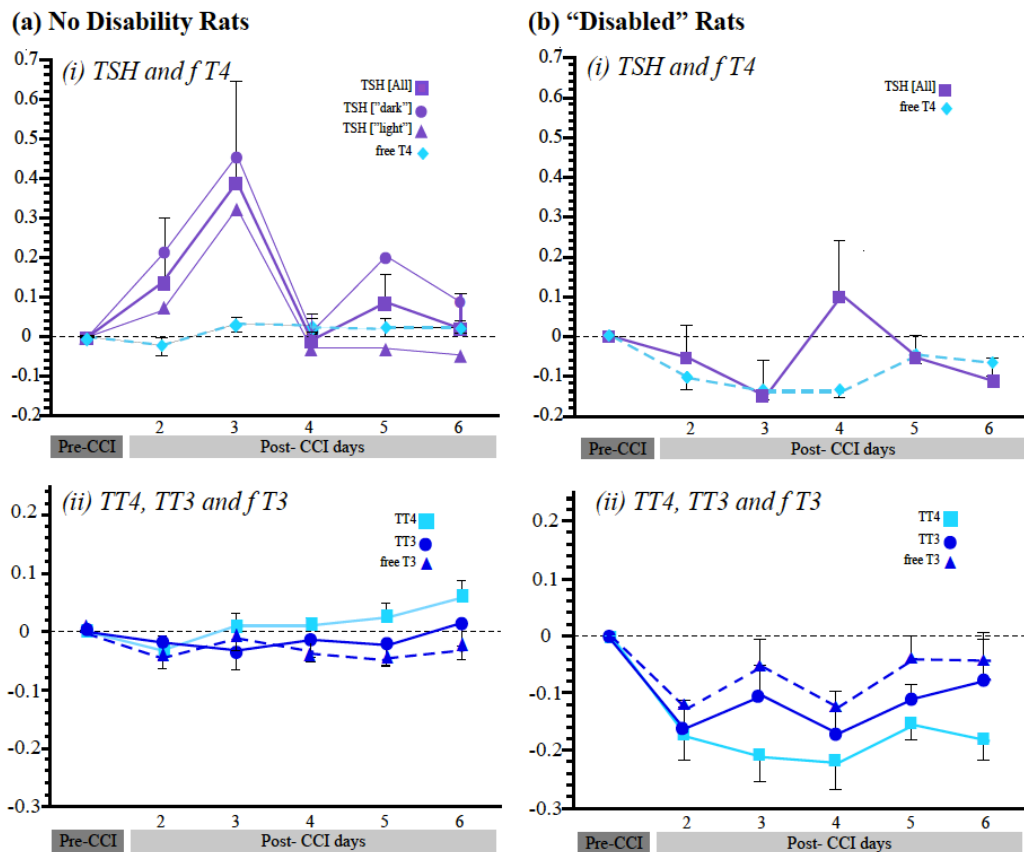 (a) No Disability Rats
(i) TSH and f T4
TSH [All]
TSH ["dark"]
TSH ["light"]
free T4
0.7
0.6
0.5
0.4
0.3
0.2
0.1
0
-0.1
-0.2
2 3 4 5 6
Pre-CCI Post- CCI days
(b) “Disabled” Rats
(i) TSH and f T4
TSH [All]
free T4
0.7
0.6
0.5
0.4
0.3
0.2
0.1
0
-0.1
-0.2
2 3 4 5 6
Pre-CCI Post- CCI days
(ii) TT4, TT3 and f T3
TT4
TT3
free T3
0.2
0.1
0
-0.1
-0.2
-0.3
2 3 4 5 6
Pre-CCI Post- CCI days
(ii) TT4, TT3 and f T3
TT4
TT3
free T3
0.2
0.1
0
-0.1
-0.2
-0.3
2 3 4 5 6
Pre-CCI Post- CCI days